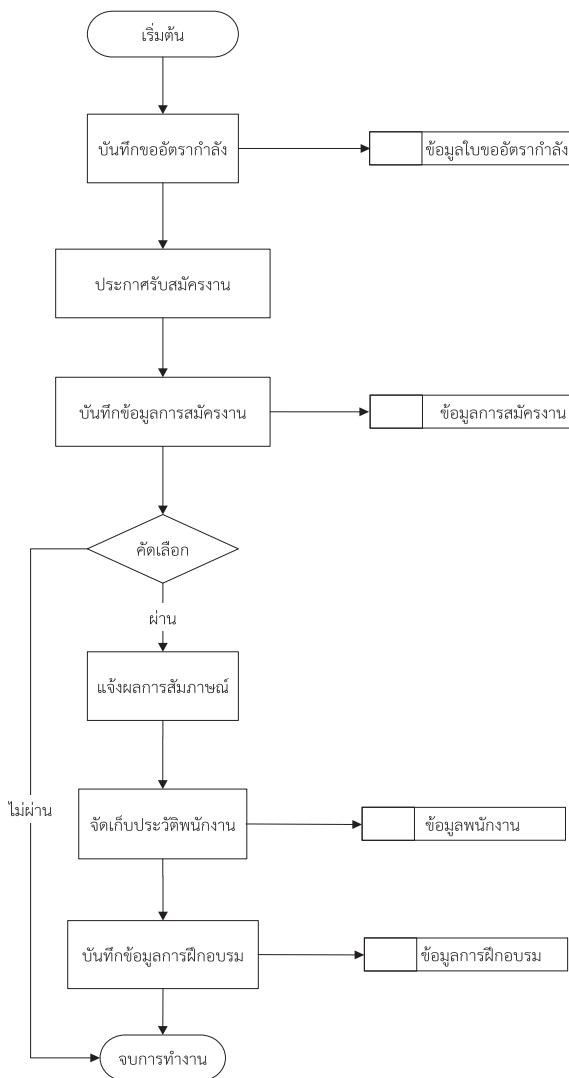 เริ่มต้น
บันทึกขออัตรากำลัง
ข้อมูลใบขออัตรากำลัง
ประกาศรับสมัครงาน
บันทึกข้อมูลการสมัครงาน
ข้อมูลการสมัครงาน
คัดเลือก
ผ่าน
แจ้งผลการสัมภาษณ์
ไม่ผ่าน
จัดเก็บประวัติพนักงาน
ข้อมูลพนักงาน
บันทึกข้อมูลการฝึกอบรม
ข้อมูลการฝึกอบรม
จบการทำงาน